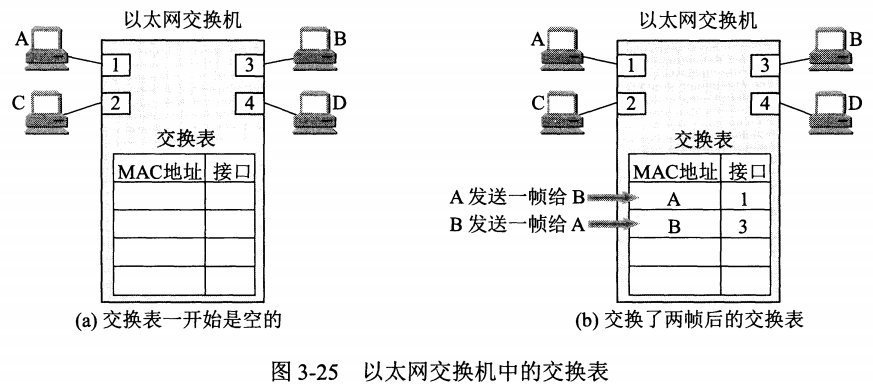 以太网交换机
A
1
3
B
C
2
4
D
交换表
MAC地址 接口
(a) 交换表一开始是空的
以太网交换机
A
1
3
B
C
2
4
D
交换表
MAC地址 接口
A 发送一帧给 B A 1
B 发送一帧给 A B 3
(b) 交换了两帧后的交换表
图 3-25 以太网交换机中的交换表